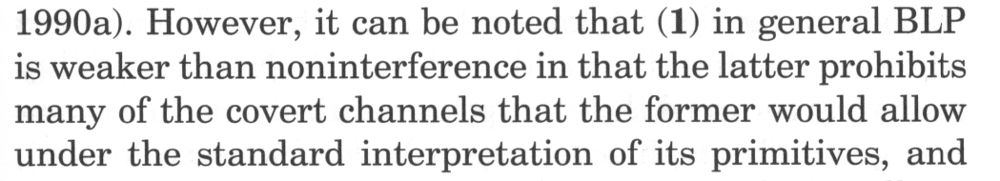 1990a). However, it can be noted that (1) in general BLP
is weaker than noninterference in that the latter prohibits
many of the covert channels that the former would allow
under the standard interpretation of its primitives, and